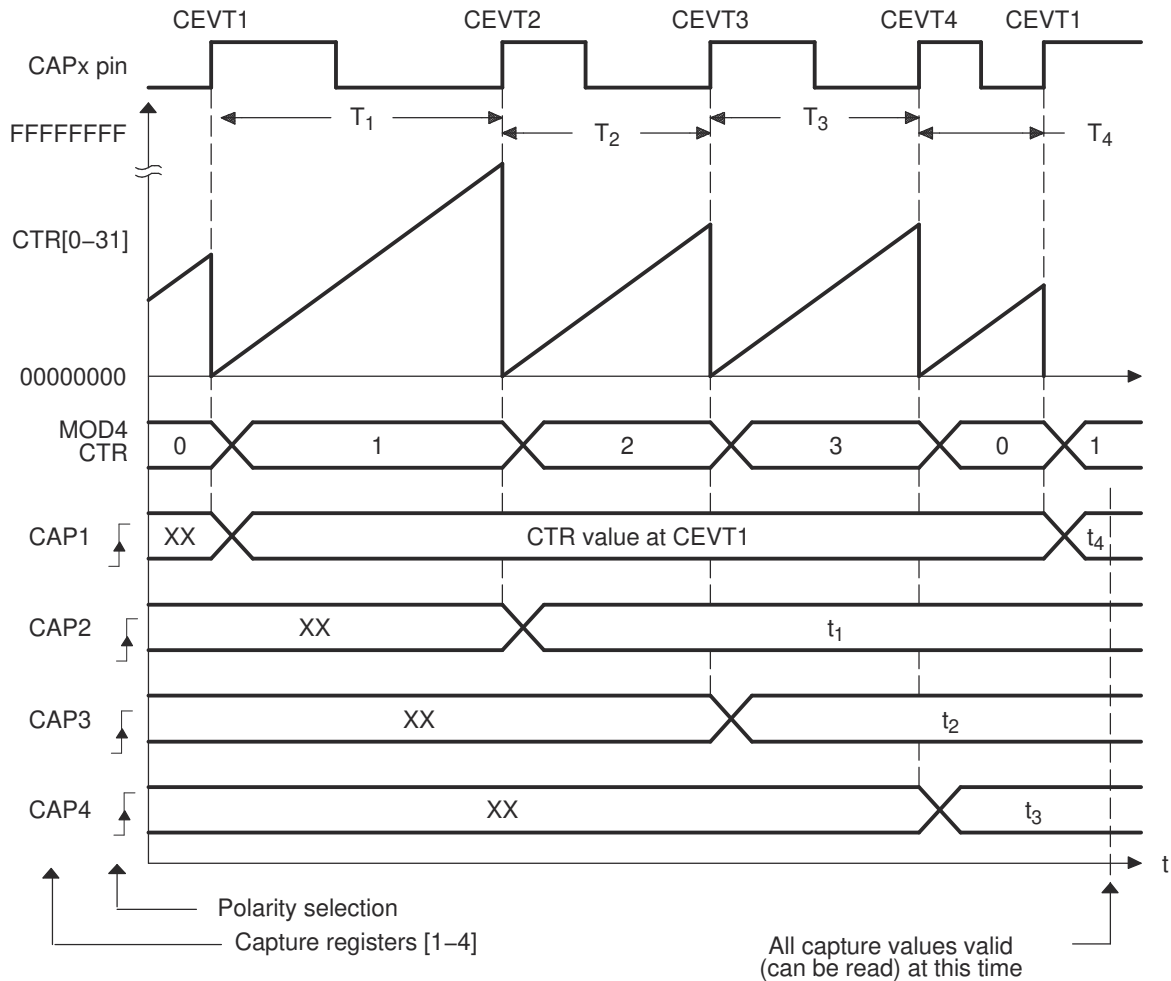 CEVT1 CEVT2 CEVT3 CEVT4 CEVT1
CAPx pin
T1 T2 T3 T4
FFFFFFFF
CTR[0−31]
00000000
MOD4
CTR
0 1 2 3 0 1
CAP1 XX CTR value at CEVT1 t4
CAP2 XX t1
CAP3 XX t2
CAP4 XX t3
t
Polarity selection
Capture registers [1−4]
All capture values valid
(can be read) at this time